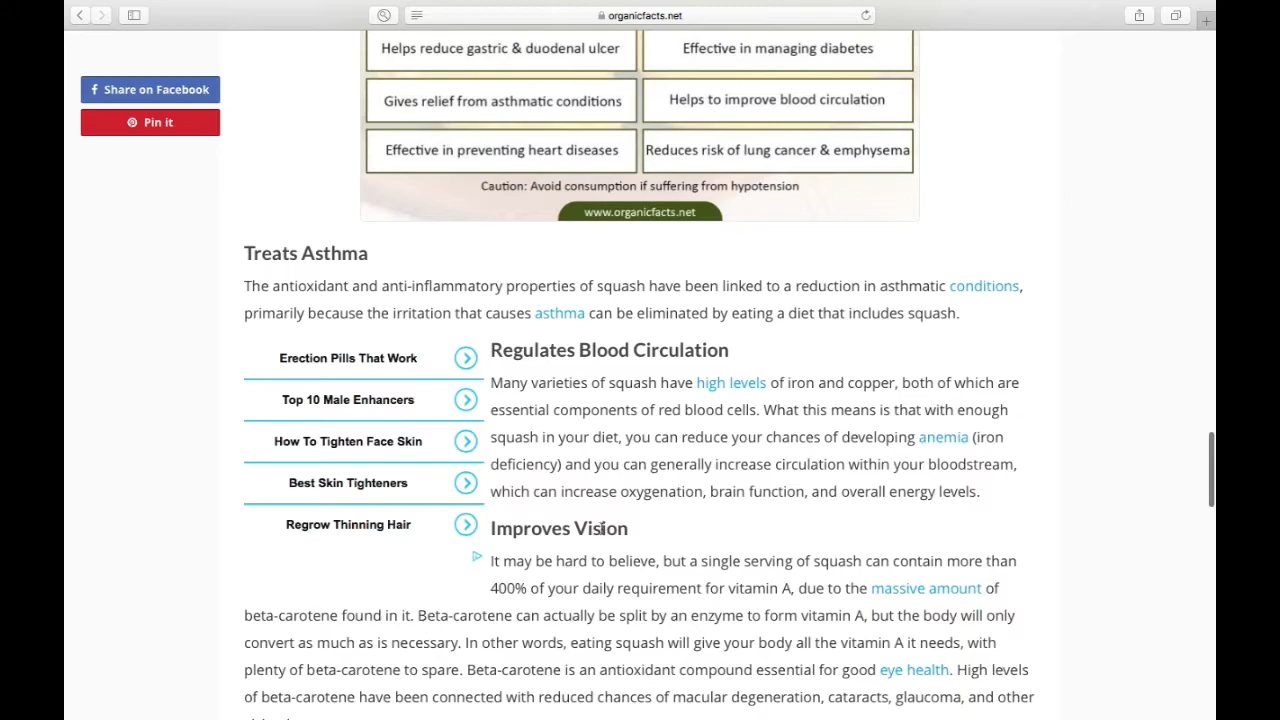 organicfacts.net
Share on Facebook
Pin it
Helps reduce gastric & duodenal ulcer
Effective in managing diabetes
Gives relief from asthmatic conditions
Helps to improve blood circulation
Effective in preventing heart diseases
Reduces risk of lung cancer & emphysema
Caution: Avoid consumption if suffering from hypotension
www.organicfacts.net
Treats Asthma
The antioxidant and anti-inflammatory properties of squash have been linked to a reduction in asthmatic conditions,
primarily because the irritation that causes asthma can be eliminated by eating a diet that includes squash.
Erection Pills That Work
Top 10 Male Enhancers
How To Tighten Face Skin
Best Skin Tighteners
Regrow Thinning Hair
Regulates Blood Circulation
Many varieties of squash have high levels of iron and copper, both of which are
essential components of red blood cells. What this means is that with enough
squash in your diet, you can reduce your chances of developing anemia (iron
deficiency) and you can generally increase circulation within your bloodstream,
which can increase oxygenation, brain function, and overall energy levels.
Improves Vision
It may be hard to believe, but a single serving of squash can contain more than
400% of your daily requirement for vitamin A, due to the massive amount of
beta-carotene found in it. Beta-carotene can actually be split by an enzyme to form vitamin A, but the body will only
convert as much as is necessary. In other words, eating squash will give your body all the vitamin A it needs, with
plenty of beta-carotene to spare. Beta-carotene is an antioxidant compound essential for good eye health. High levels
of beta-carotene have been connected with reduced chances of macular degeneration, cataracts, glaucoma, and other